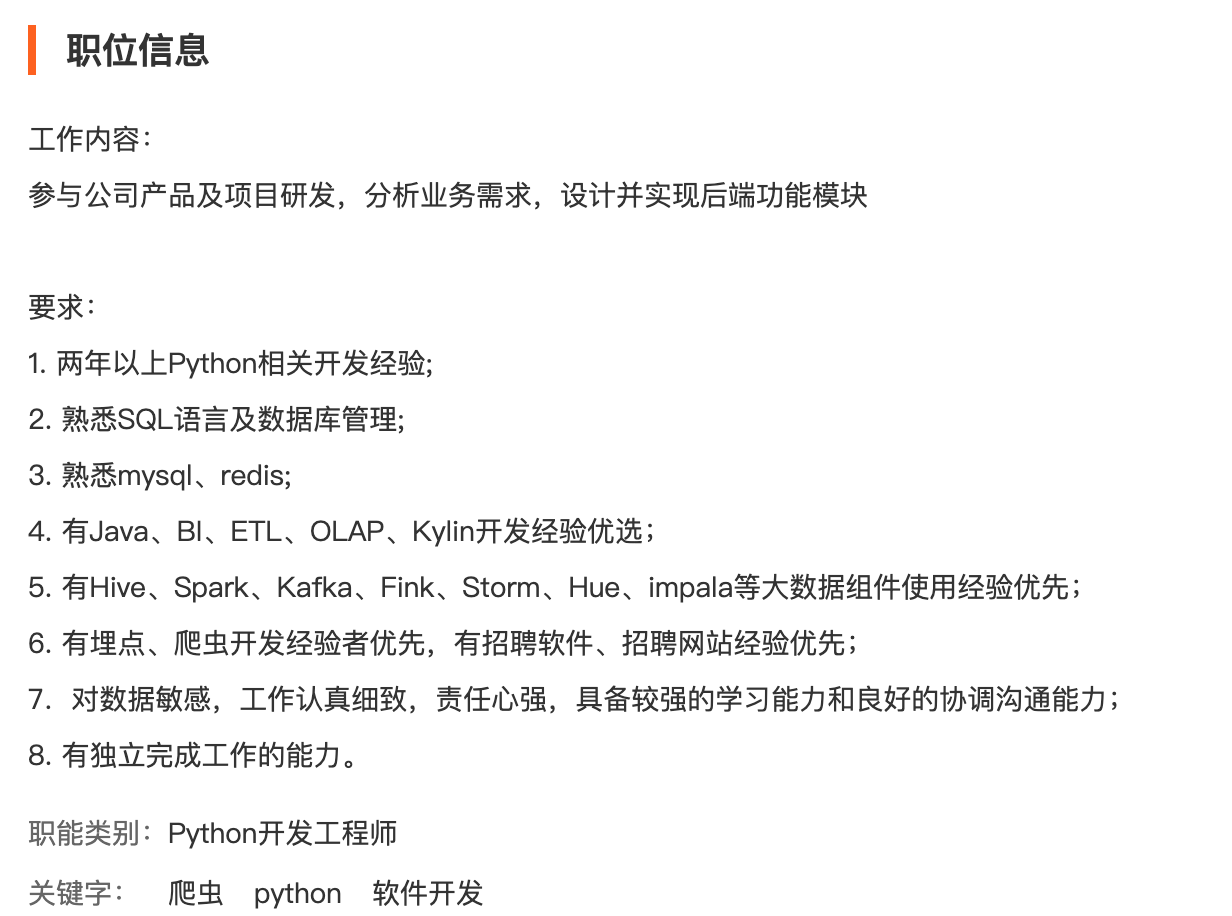 职位信息
工作内容：
参与公司产品及项目研发，分析业务需求，设计并实现后端功能模块
要求：
1. 两年以上Python相关开发经验;
2. 熟悉SQL语言及数据库管理;
3. 熟悉mysql、redis;
4. 有Java、BI、ETL、OLAP、Kylin开发经验优选；
5. 有Hive、Spark、Kafka、Fink、Storm、Hue、impala等大数据组件使用经验优先；
6. 有埋点、爬虫开发经验者优先，有招聘软件、招聘网站经验优先；
7. 对数据敏感，工作认真细致，责任心强，具备较强的学习能力和良好的协调沟通能力；
8. 有独立完成工作的能力。
职能类别：Python开发工程师
关键字： 爬虫 python 软件开发